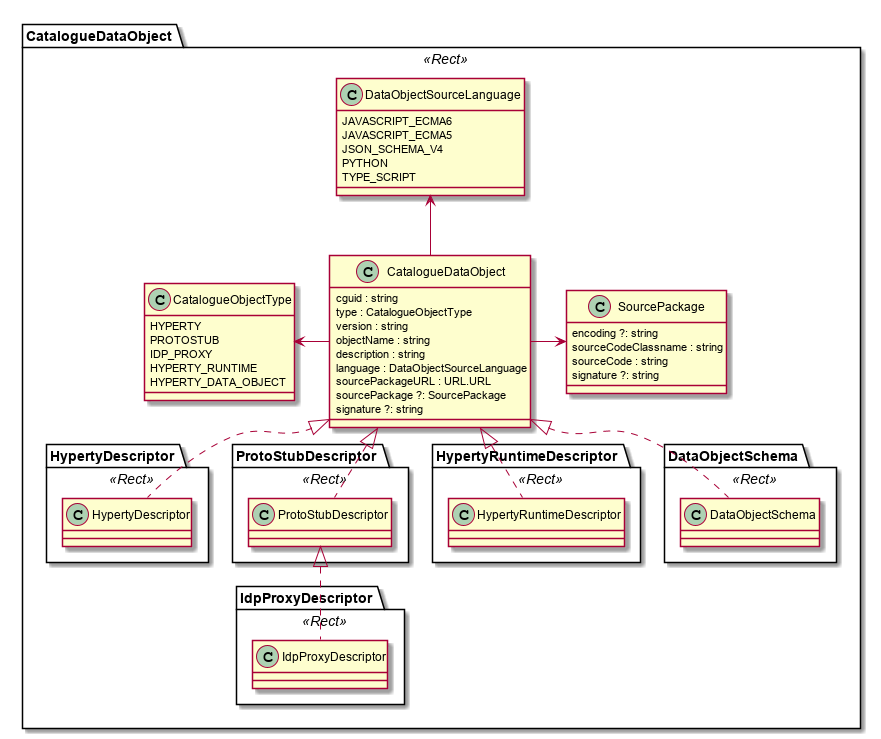 CatalogueDataObject
«Rect»
C DataObjectSourceLanguage
JAVASCRIPT_ECMA6
JAVASCRIPT_ECMA5
JSON_SCHEMA_V4
PYTHON
TYPE_SCRIPT
C CatalogueObjectType
HYPERTY
PROTOSTUB
IDP_PROXY
HYPERTY_RUNTIME
HYPERTY_DATA_OBJECT
C CatalogueDataObject
cguid : string
type : CatalogueObjectType
version : string
objectName : string
description : string
language : DataObjectSourceLanguage
sourcePackageURL : URL.URL
sourcePackage ?: SourcePackage
signature ?: string
C SourcePackage
encoding ?: string
sourceCodeClassname : string
sourceCode : string
signature ?: string
HypertyDescriptor
«Rect»
C HypertyDescriptor
ProtoStubDescriptor
«Rect»
C ProtoStubDescriptor
HypertyRuntimeDescriptor
«Rect»
C HypertyRuntimeDescriptor
DataObjectSchema
«Rect»
C DataObjectSchema
IdpProxyDescriptor
«Rect»
C IdpProxyDescriptor